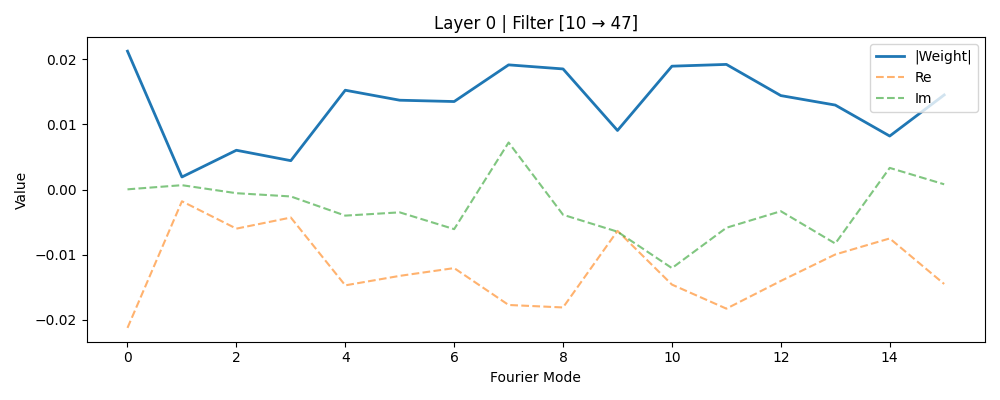 Layer 0 | Filter [10 → 47]
|Weight|
Re
Im
Value
0.02
0.01
0.00
−0.01
−0.02
0 2 4 6 8 10 12 14
Fourier Mode